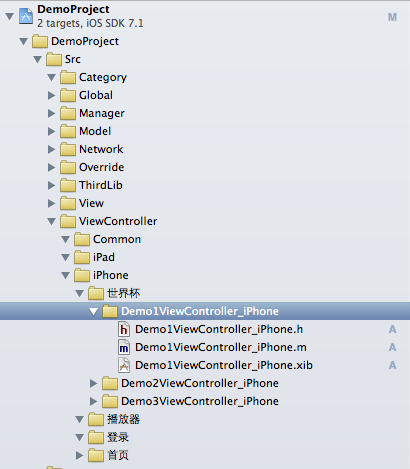 DemoProject
M
2 targets, iOS SDK 7.1
DemoProject
Src
Category
Global
Manager
Model
Network
Override
ThirdLib
View
ViewController
Common
iPad
iPhone
世界杯
Demo1ViewController_iPhone
Demo1ViewController_iPhone.h A
Demo1ViewController_iPhone.m A
Demo1ViewController_iPhone.xib A
Demo2ViewController_iPhone
Demo3ViewController_iPhone
播放器
登录
首页